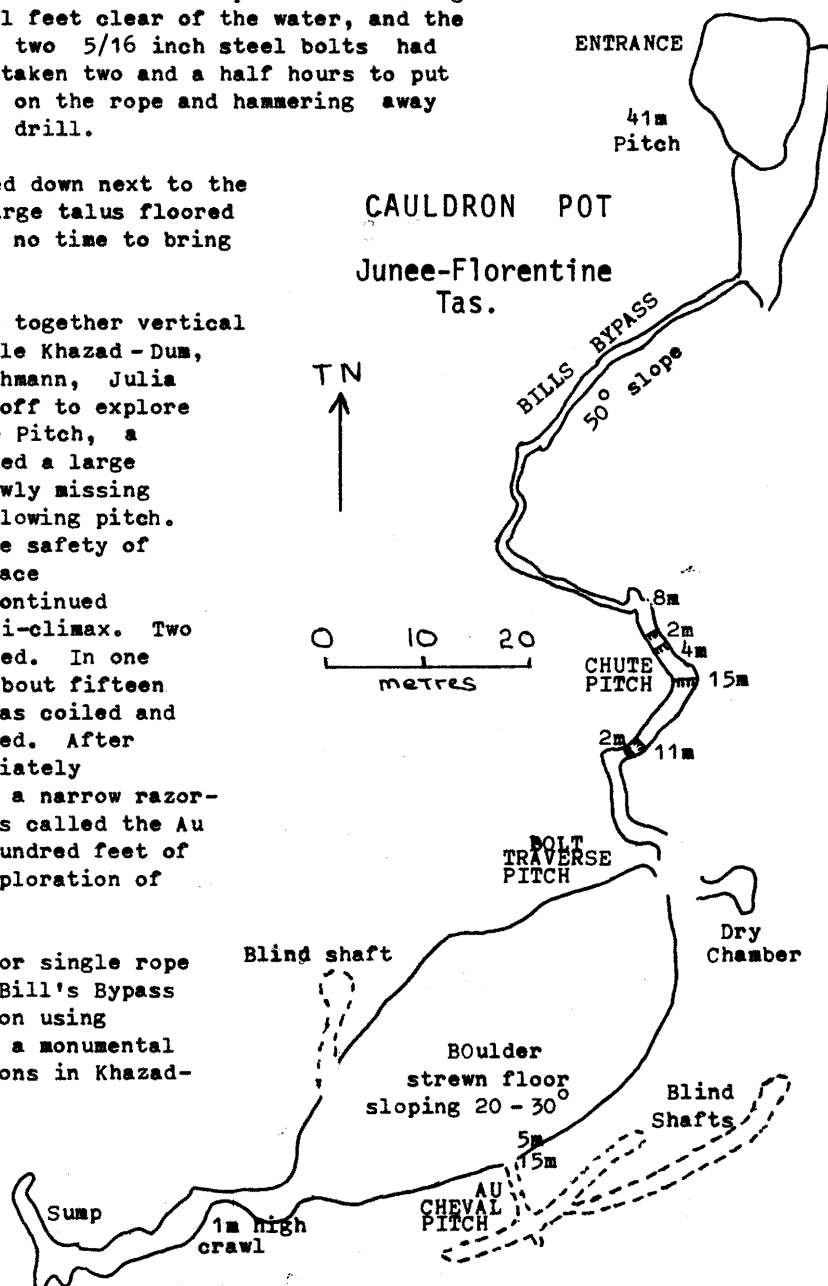 l feet clear of the water, and the
two 5/16 inch steel bolts had
taken two and a half hours to put
on the rope and hammering away
drill.
ed down next to the
arge talus floored
no time to bring
together vertical
le Khazad-Dum,
hmann, Julia
off to explore
Pitch, a
ed a large
wly missing
lowing pitch.
e safety of
ace
ontinued
i-climax. Two
ed. In one
bout fifteen
as coiled and
ed. After
iately
a narrow razor-
s called the Au
undred feet of
ploration of
or single rope
Bill's Bypass
on using
a monumental
ons in Khazad-
ENTRANCE
41m
Pitch
CAULDRON POT
Junee-Florentine
Tas.
TN
BILLS BYPASS
50° slope
0 10 20
metres
8m
2m
4m
CHUTE
PITCH
15m
2m
11m
BOLT
TRAVERSE
PITCH
Dry
Chamber
Blind shaft
BOulder
strewn floor
sloping 20 - 30°
Blind
Shafts
5m
15m
AU
CHEVAL
PITCH
Sump
1m high
crawl